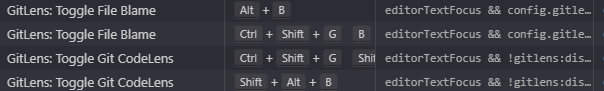 GitLens: Toggle File Blame Alt + B editorTextFocus && config.gitle…
GitLens: Toggle File Blame Ctrl + Shift + G B editorTextFocus && config.gitle…
GitLens: Toggle Git CodeLens Ctrl + Shift + G Shi editorTextFocus && !gitlens:dis…
GitLens: Toggle Git CodeLens Shift + Alt + B editorTextFocus && !gitlens:dis…